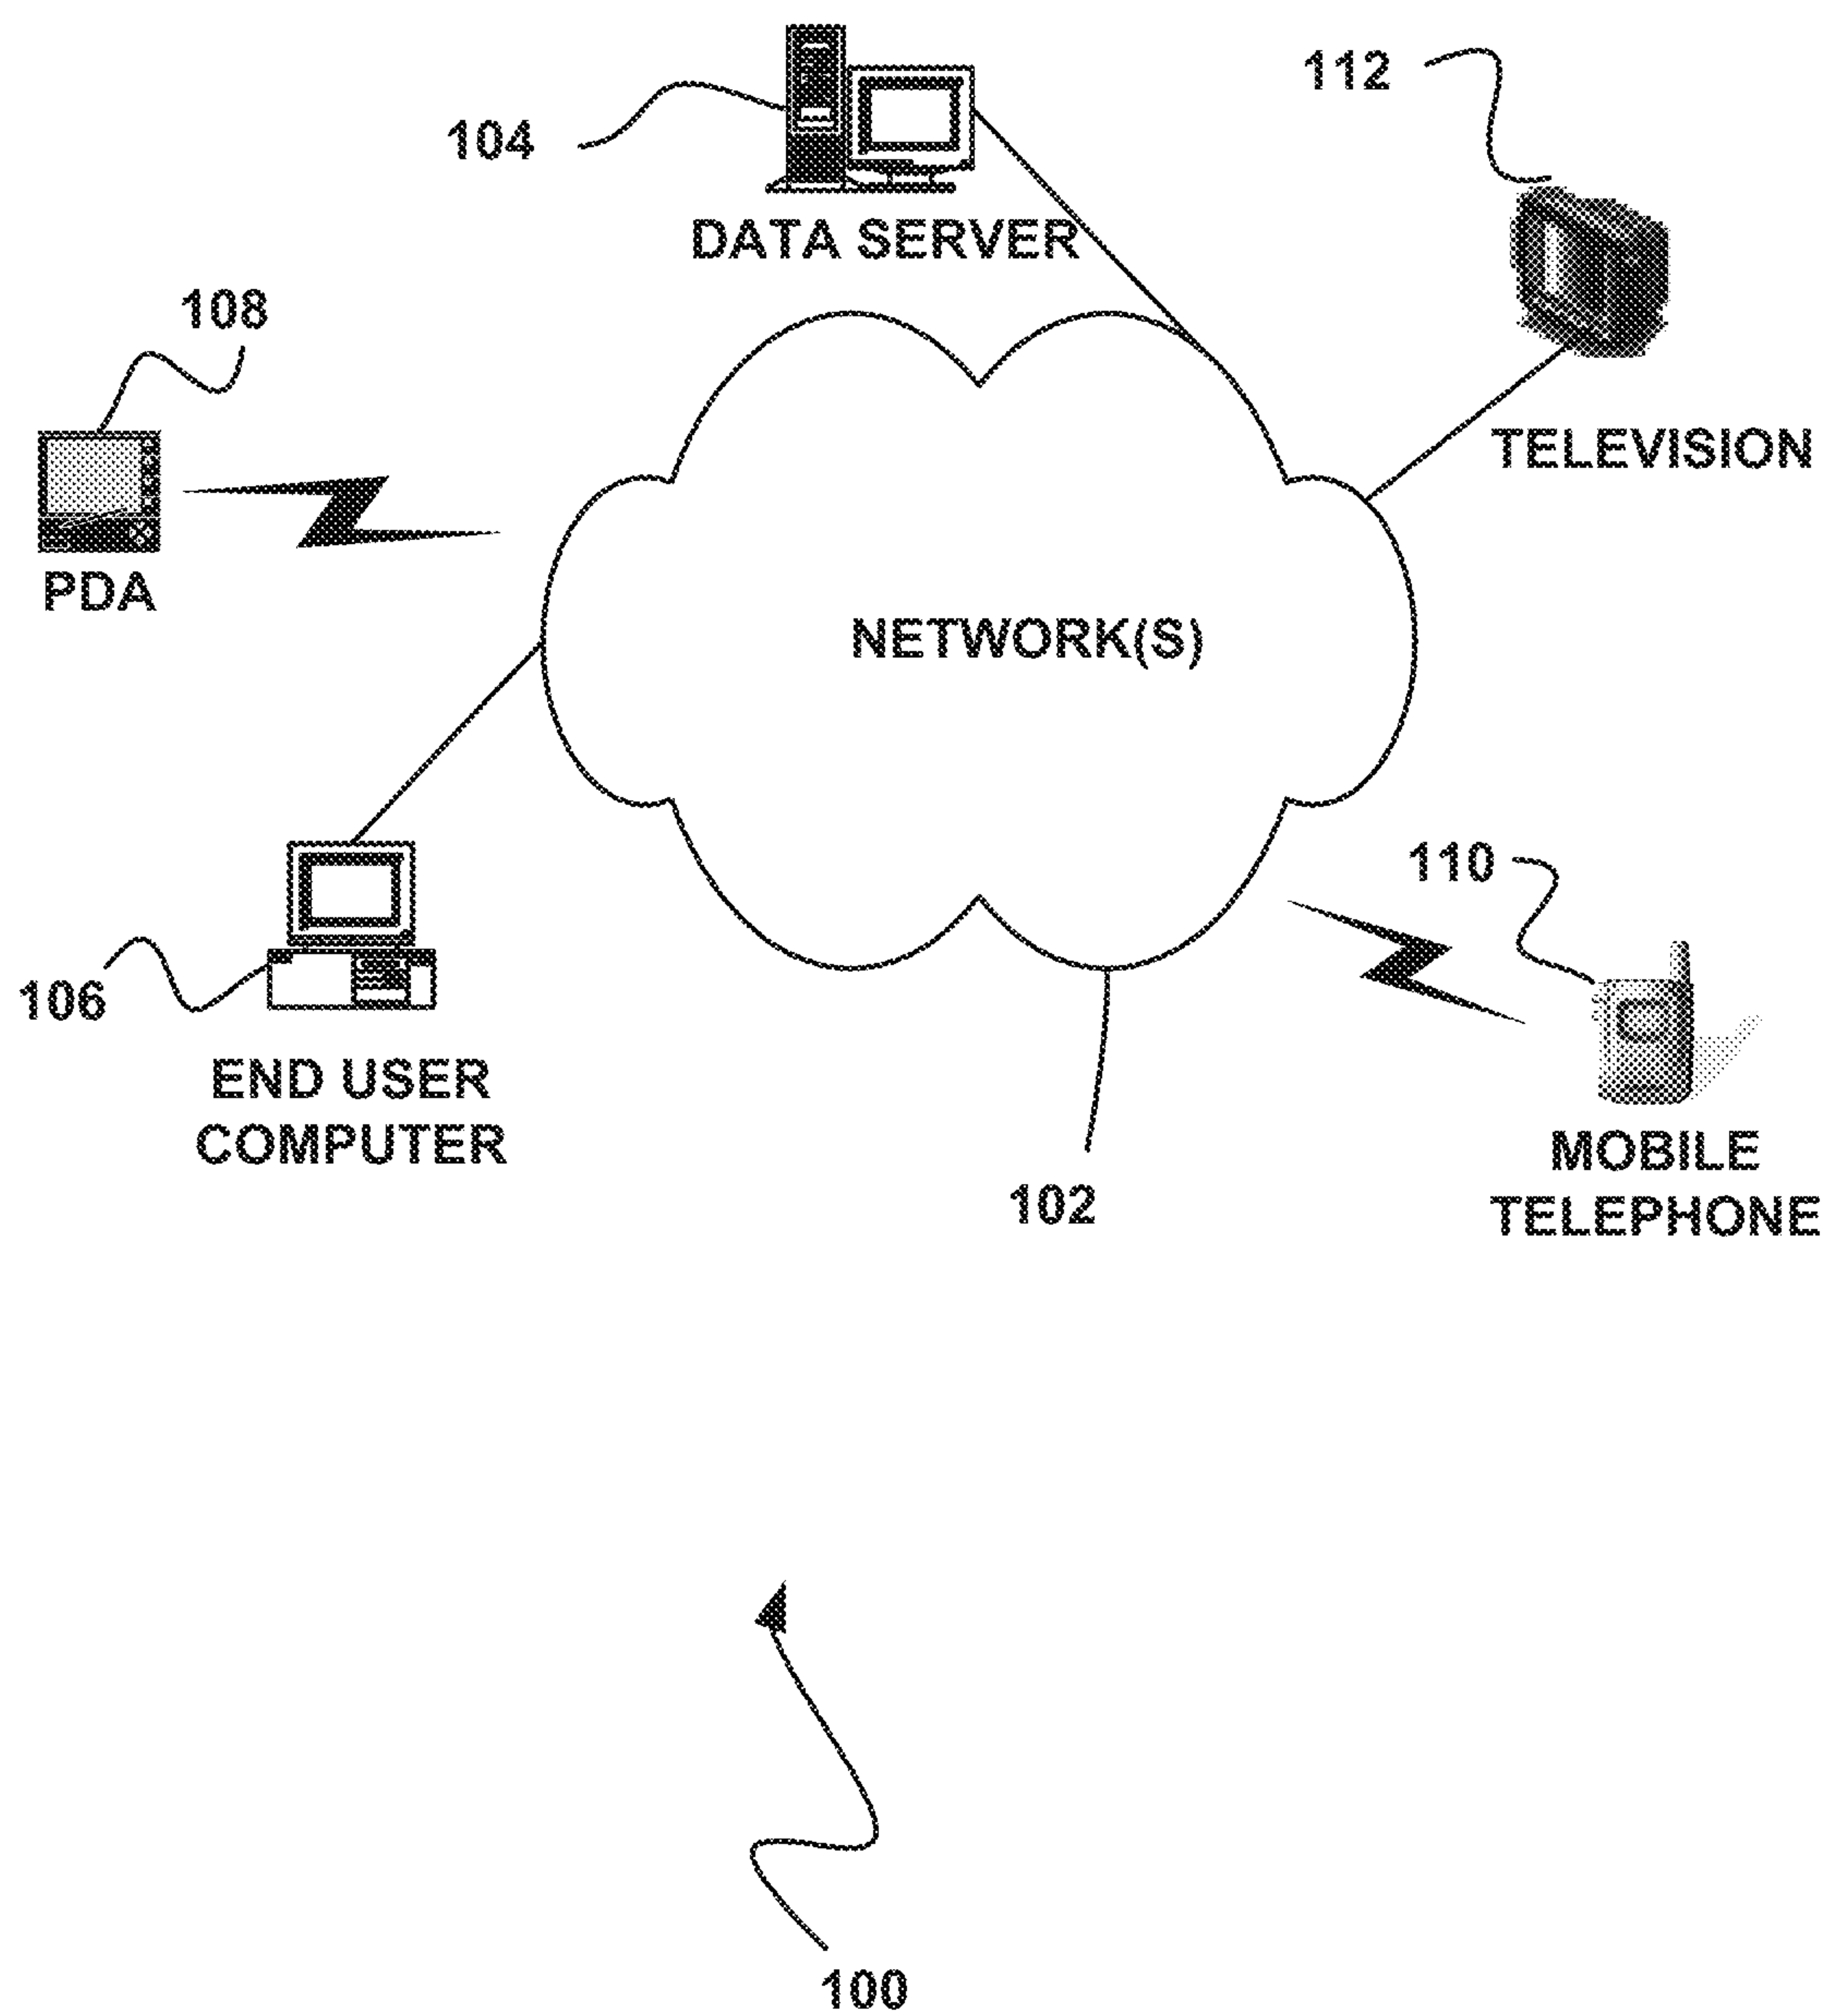 112
104
DATA SERVER
108
TELEVISION
PDA
NETWORK(S)
110
106
END USER
COMPUTER
MOBILE
TELEPHONE
102
100